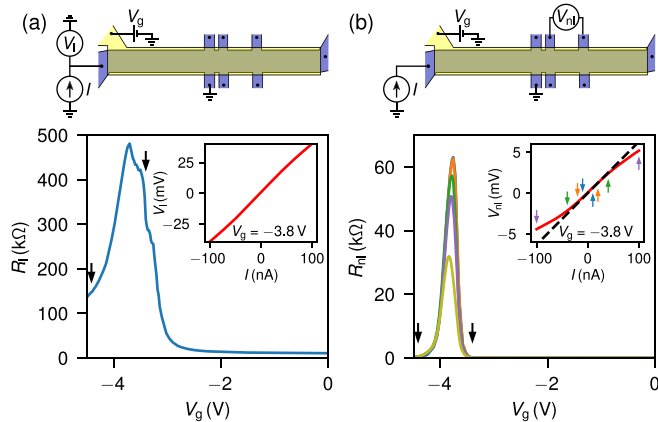 (a)
V_g
V_l
I
500
400
300
200
100
0
R_l (kΩ)
−4
−2
0
V_g (V)
25
0
−25
V_l (mV)
V_g = −3.8 V
−100
0
100
I (nA)
(b)
V_g
V_nl
I
60
40
20
0
R_nl (kΩ)
−4
−2
0
V_g (V)
5
0
−5
V_nl (mV)
V_g = −3.8 V
−100
0
100
I (nA)